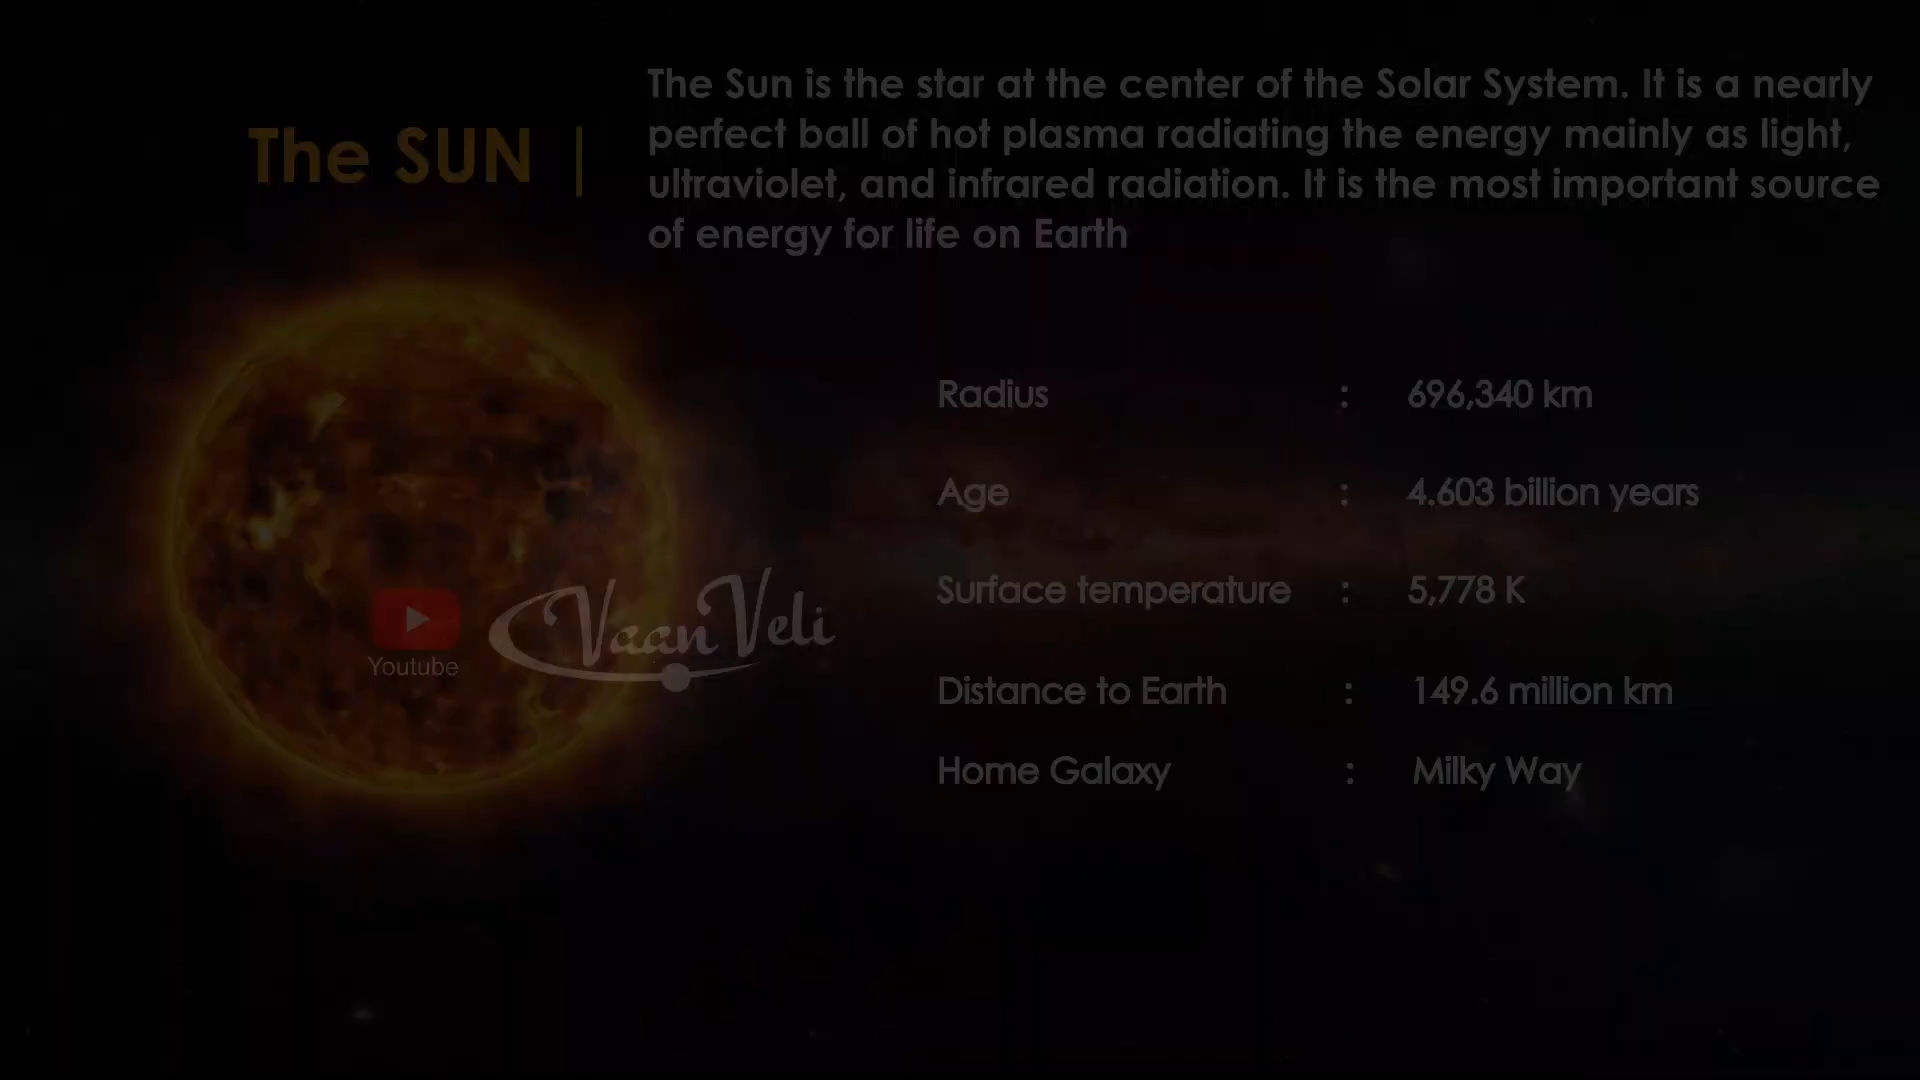 The SUN |
The Sun is the star at the center of the Solar System. It is a nearly
perfect ball of hot plasma radiating the energy mainly as light,
ultraviolet, and infrared radiation. It is the most important source
of energy for life on Earth
Radius : 696,340 km
Age : 4.603 billion years
Surface temperature : 5,778 K
Youtube
Vaan Veli
Distance to Earth : 149.6 million km
Home Galaxy : Milky Way